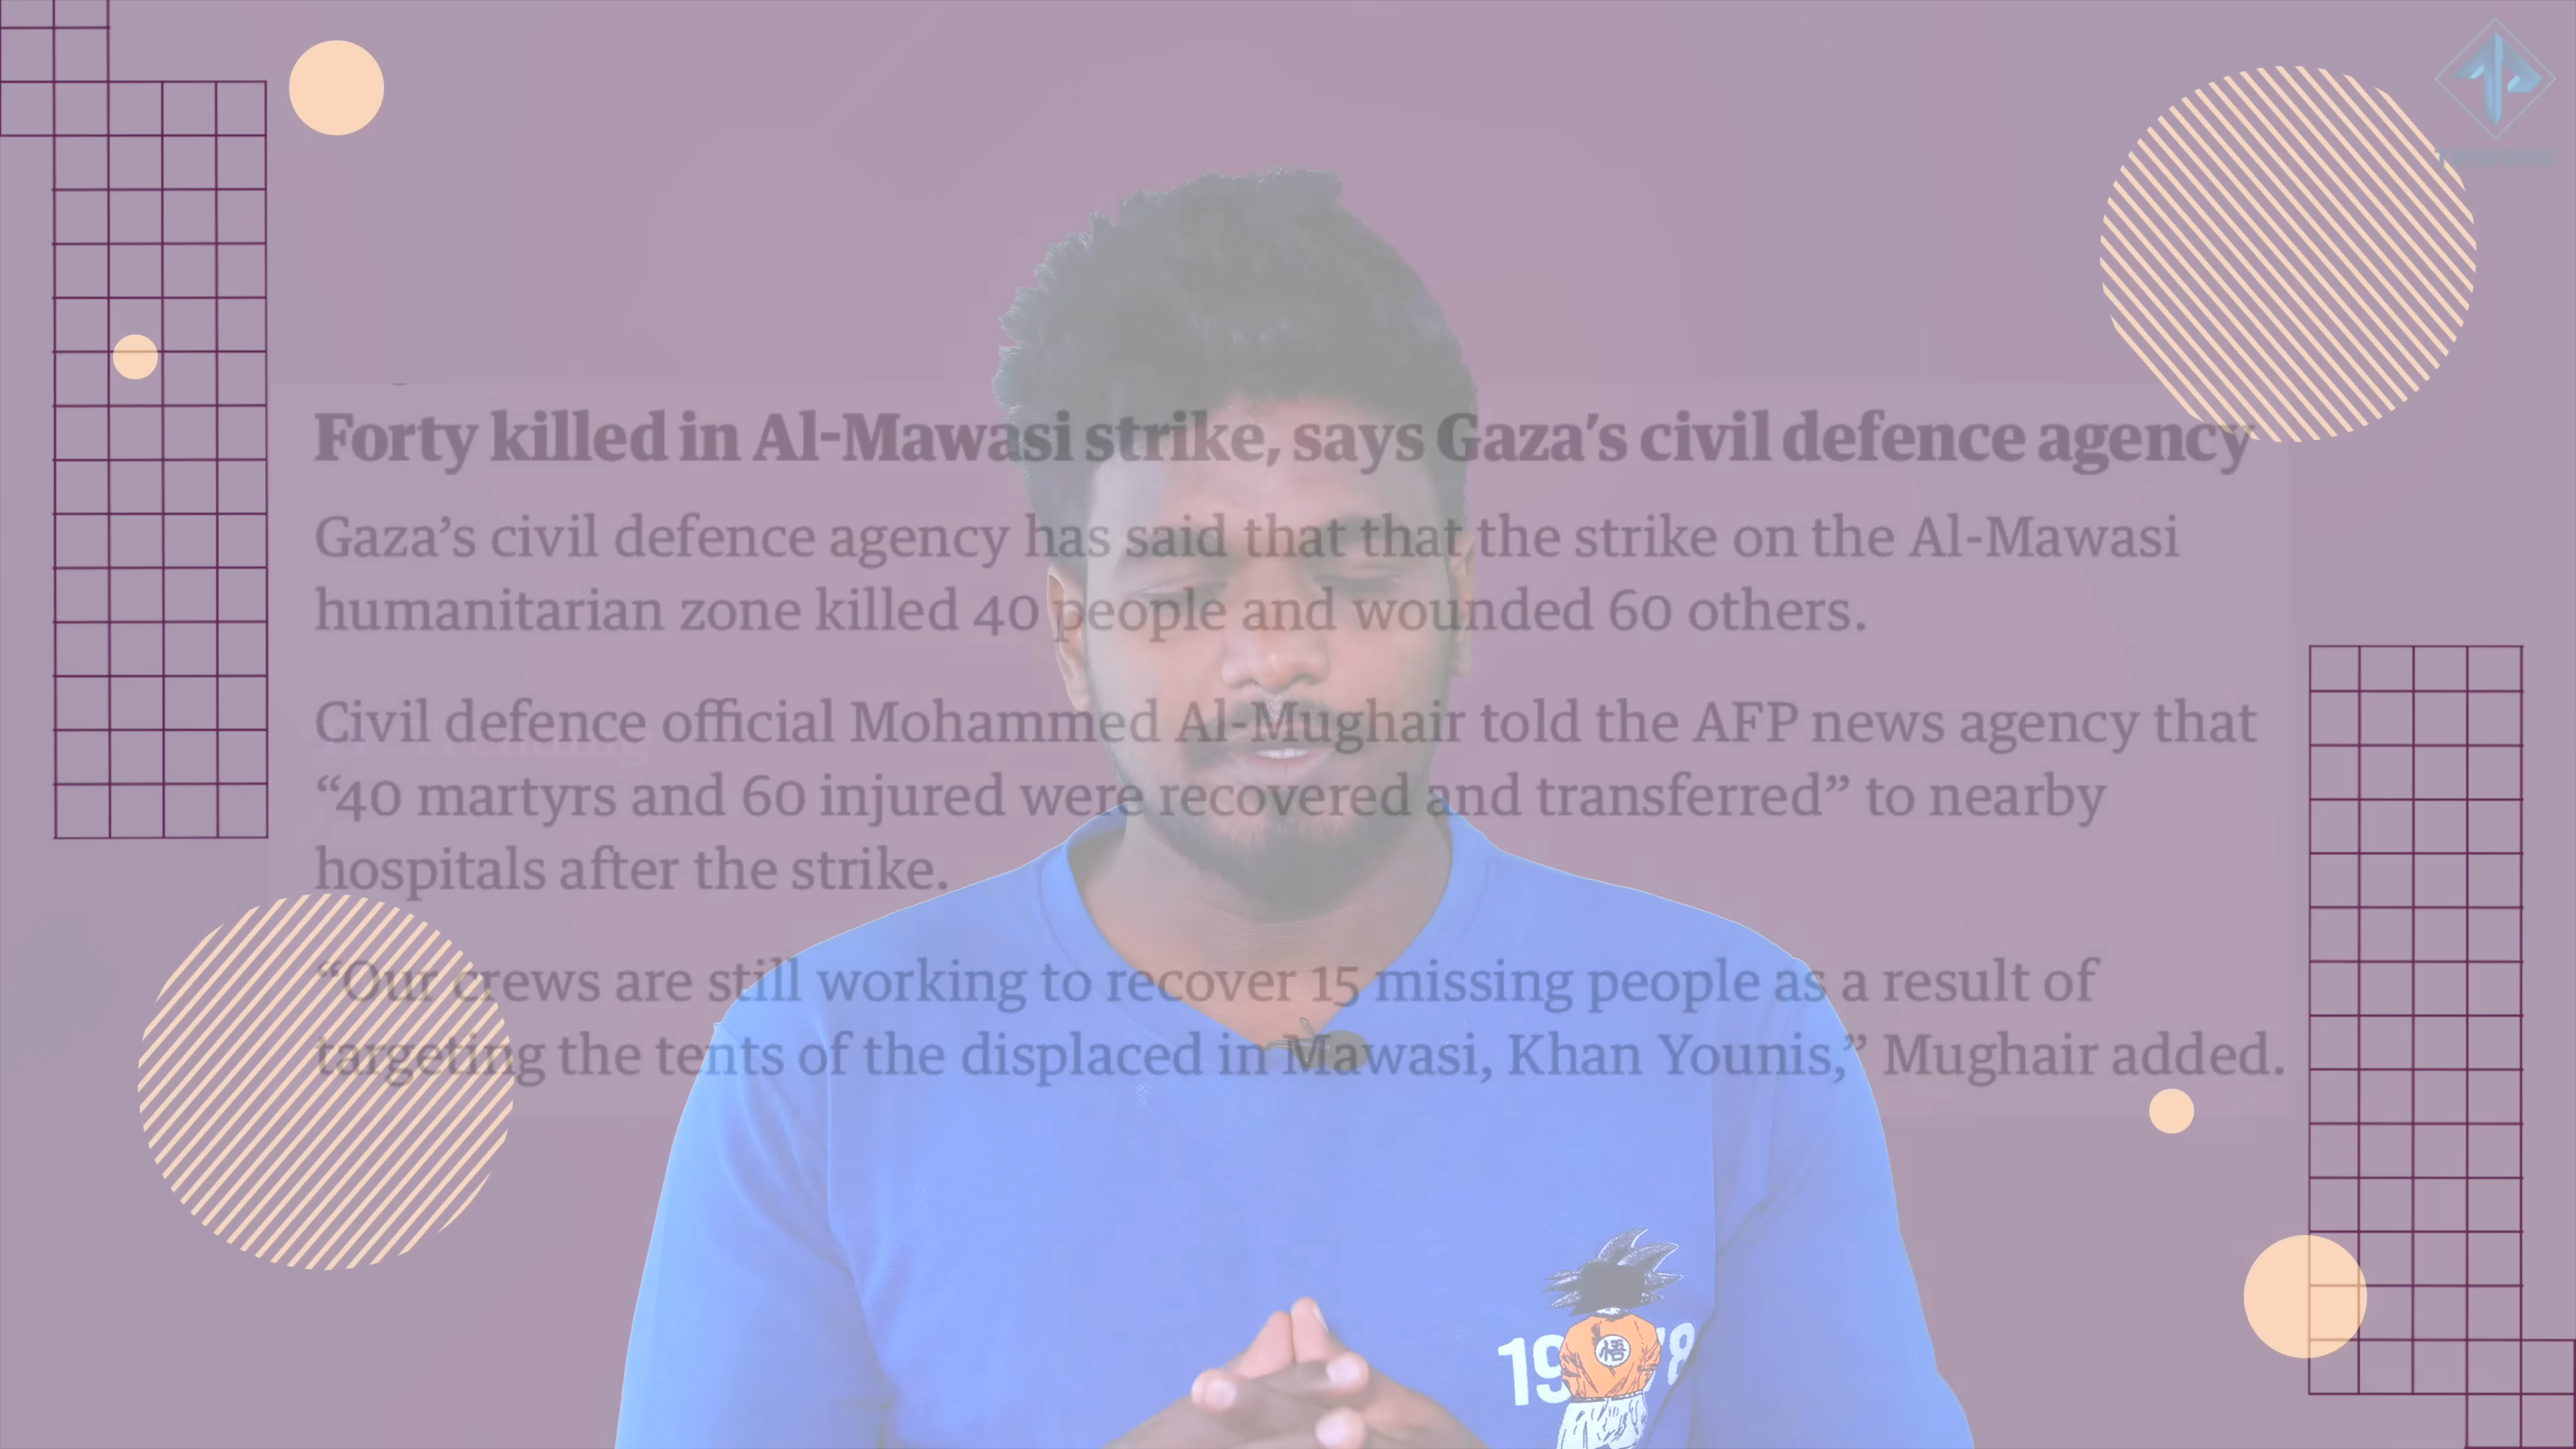 TRENDING
Forty killed in Al-Mawasi strike, says Gaza’s civil defence agency
Gaza’s civil defence agency has said that that the strike on the Al-Mawasi
humanitarian zone killed 40 people and wounded 60 others.
Civil defence official Mohammed Al-Mughair told the AFP news agency that
“40 martyrs and 60 injured were recovered and transferred” to nearby
hospitals after the strike.
“Our crews are still working to recover 15 missing people as a result of
targeting the tents of the displaced in Mawasi, Khan Younis,” Mughair added.
悟